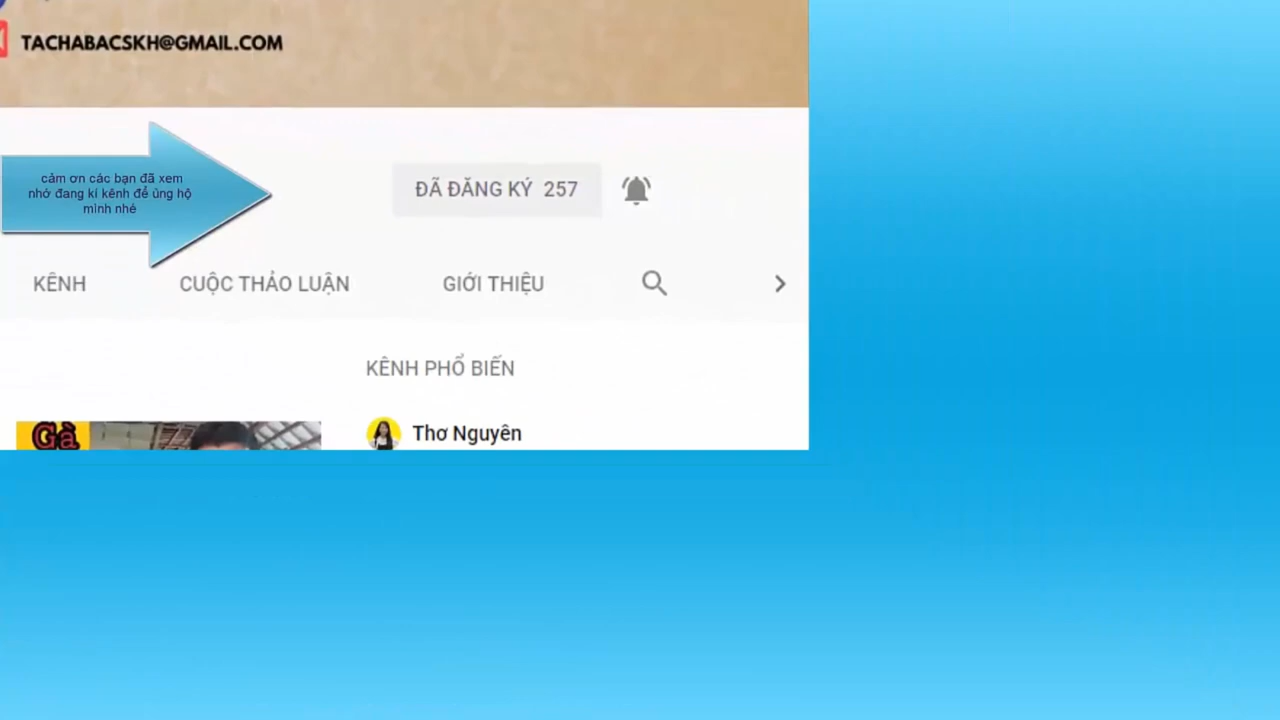 TACHABACSKH@GMAIL.COM
cảm ơn các bạn đã xem
nhớ đang kí kênh để ủng hộ
mình nhé
ĐÃ ĐĂNG KÝ 257
KÊNH
CUỘC THẢO LUẬN
GIỚI THIỆU
KÊNH PHỔ BIẾN
Gà
Thơ Nguyên